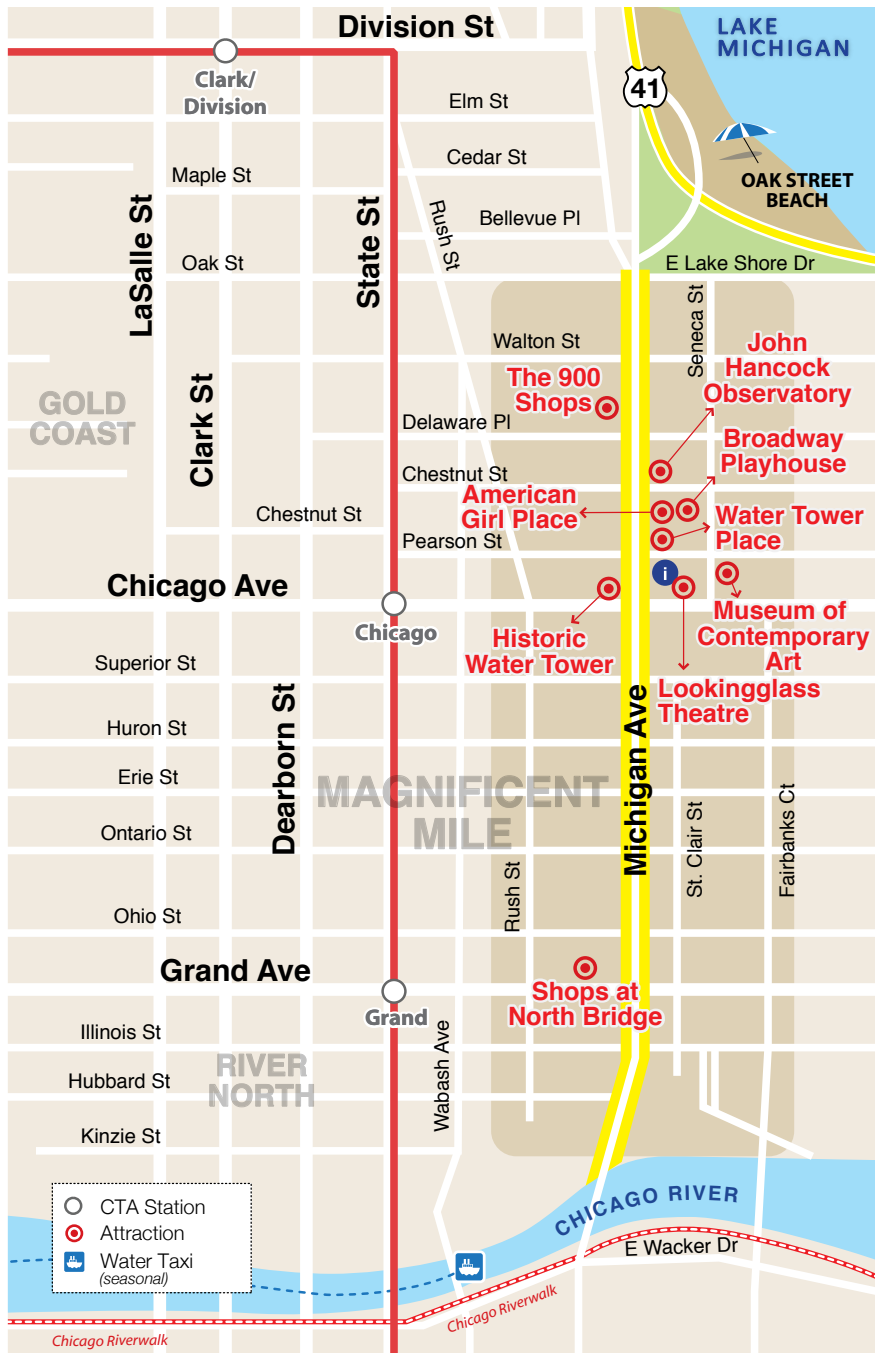 Division St
LAKE
MICHIGAN
Clark/
Division
41
Elm St
OAK STREET
BEACH
Cedar St
Maple St
LaSalle St
State St
Rush St
Bellevue Pl
Oak St
E Lake Shore Dr
Seneca St
Walton St
John
Hancock
Observatory
The 900
Shops
GOLD
COAST
Clark St
Delaware Pl
Broadway
Playhouse
Chestnut St
American
Girl Place
Chestnut St
Water Tower
Place
Pearson St
i
Chicago Ave
Chicago
Museum of
Contemporary
Art
Historic
Water Tower
Superior St
Lookingglass
Theatre
Dearborn St
Michigan Ave
Huron St
Erie St
MAGNIFICENT
MILE
Ontario St
St. Clair St
Fairbanks Ct
Rush St
Ohio St
Grand Ave
Shops at
North Bridge
Grand
Illinois St
Wabash Ave
RIVER
NORTH
Hubbard St
Kinzie St
CHICAGO RIVER
CTA Station
Attraction
Water Taxi
(seasonal)
E Wacker Dr
Chicago Riverwalk
Chicago Riverwalk